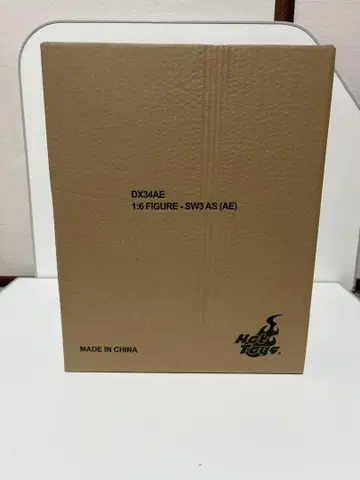 DX34AE
1:6 FIGURE - SW3 AS (AE)
MADE IN CHINA
Hot
Toys.